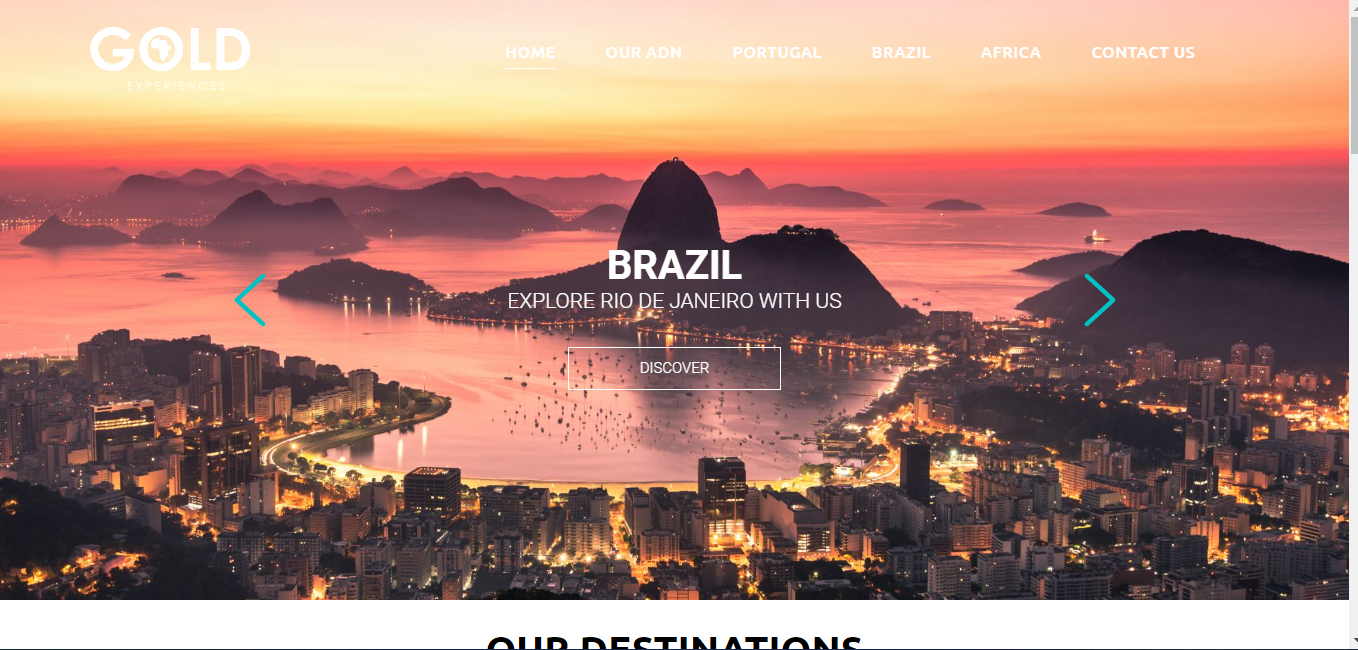 GOLD
EXPERIENCES
HOME OUR ADN PORTUGAL BRAZIL AFRICA CONTACT US
BRAZIL
EXPLORE RIO DE JANEIRO WITH US
DISCOVER
OUR DESTINATIONS